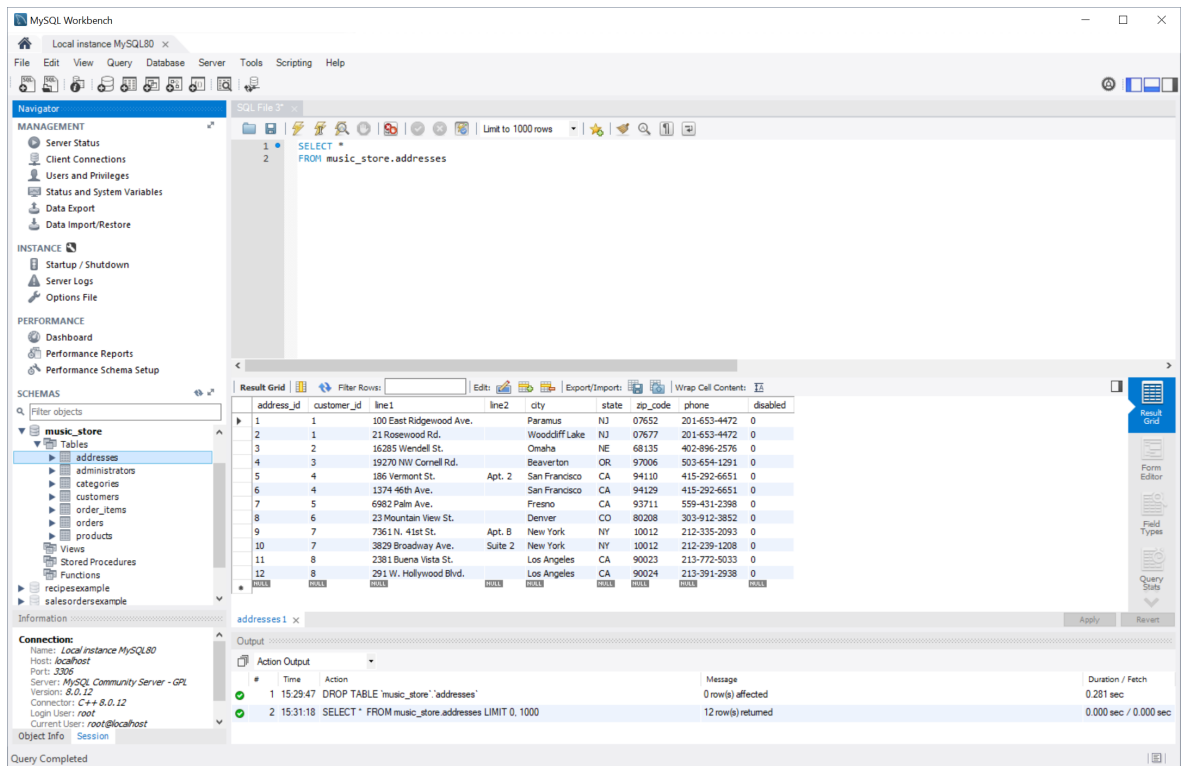 MySQL Workbench
Local instance MySQL80
File Edit View Query Database Server Tools Scripting Help
Navigator
MANAGEMENT
Server Status
Client Connections
Users and Privileges
Status and System Variables
Data Export
Data Import/Restore
INSTANCE
Startup / Shutdown
Server Logs
Options File
PERFORMANCE
Dashboard
Performance Reports
Performance Schema Setup
SCHEMAS
Filter objects
music_store
Tables
addresses
administrators
categories
customers
order_items
orders
products
Views
Stored Procedures
Functions
recipesexample
salesordersexample
Information
Connection:
Name: Local instance MySQL80
Host: localhost
Port: 3306
Server: MySQL Community Server - GPL
Version: 8.0.12
Connector: C++ 8.0.12
Login User: root
Current User: root@localhost
Object Info Session
SQL File 3*
Limit to 1000 rows
1 SELECT *
2 FROM music_store.addresses
Result Grid Filter Rows: Edit: Export/Import: Wrap Cell Content:
address_id customer_id line1 line2 city state zip_code phone disabled
1 1 100 East Ridgewood Ave. Paramus NJ 07652 201-653-4472 0
2 1 21 Rosewood Rd. Woodcliff Lake NJ 07677 201-653-4472 0
3 2 16285 Wendell St. Omaha NE 68135 402-896-2576 0
4 3 19270 NW Cornell Rd. Beaverton OR 97006 503-654-1291 0
5 4 186 Vermont St. Apt. 2 San Francisco CA 94110 415-292-6651 0
6 4 1374 46th Ave. San Francisco CA 94129 415-292-6651 0
7 5 6982 Palm Ave. Fresno CA 93711 559-431-2398 0
8 6 23 Mountain View St. Denver CO 80208 303-912-3852 0
9 7 7361 N. 41st St. Apt. B New York NY 10012 212-335-2093 0
10 7 3829 Broadway Ave. Suite 2 New York NY 10012 212-239-1208 0
11 8 2381 Buena Vista St. Los Angeles CA 90023 213-772-5033 0
12 8 291 W. Hollywood Blvd. Los Angeles CA 90024 213-391-2938 0
NULL NULL NULL NULL NULL NULL NULL NULL NULL
Result
Grid
Form
Editor
Field
Types
Query
Stats
addresses 1
Apply Revert
Output
Action Output
# Time Action Message Duration / Fetch
1 15:29:47 DROP TABLE `music_store`.`addresses` 0 row(s) affected 0.281 sec
2 15:31:18 SELECT * FROM music_store.addresses LIMIT 0, 1000 12 row(s) returned 0.000 sec / 0.000 sec
Query Completed